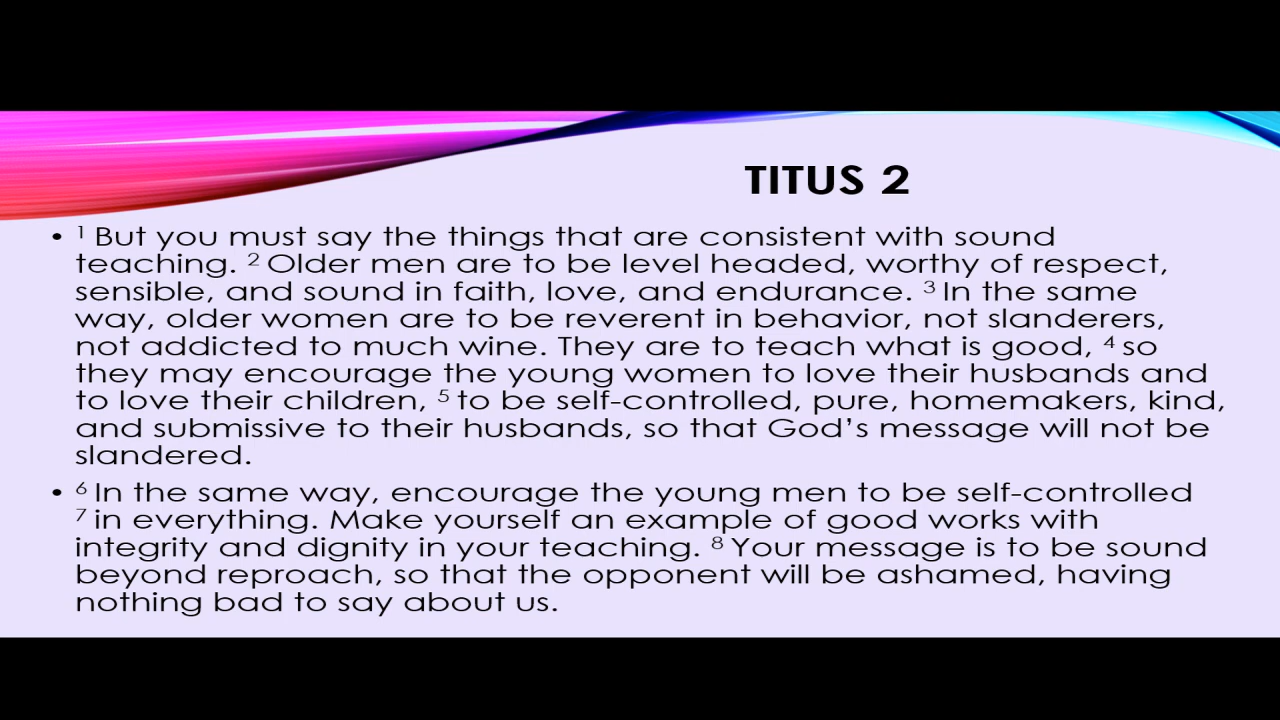 TITUS 2
• 1 But you must say the things that are consistent with sound
teaching. 2 Older men are to be level headed, worthy of respect,
sensible, and sound in faith, love, and endurance. 3 In the same
way, older women are to be reverent in behavior, not slanderers,
not addicted to much wine. They are to teach what is good, 4 so
they may encourage the young women to love their husbands and
to love their children, 5 to be self-controlled, pure, homemakers, kind,
and submissive to their husbands, so that God’s message will not be
slandered.
• 6 In the same way, encourage the young men to be self-controlled
7 in everything. Make yourself an example of good works with
integrity and dignity in your teaching. 8 Your message is to be sound
beyond reproach, so that the opponent will be ashamed, having
nothing bad to say about us.